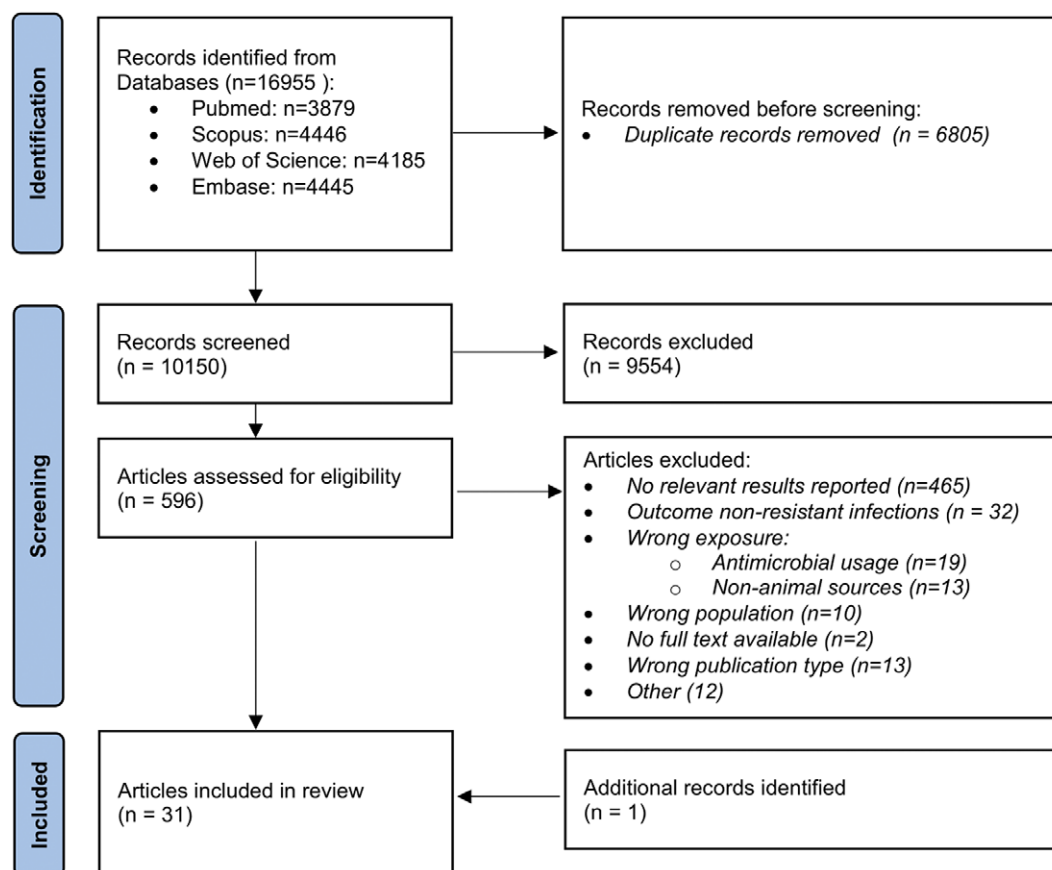 Identification
Records identified from
Databases (n=16955 ):
• Pubmed: n=3879
• Scopus: n=4446
• Web of Science: n=4185
• Embase: n=4445
Records removed before screening:
• Duplicate records removed (n = 6805)
Screening
Records screened
(n = 10150)
Records excluded
(n = 9554)
Articles assessed for eligibility
(n = 596)
Articles excluded:
• No relevant results reported (n=465)
• Outcome non-resistant infections (n = 32)
• Wrong exposure:
o Antimicrobial usage (n=19)
o Non-animal sources (n=13)
• Wrong population (n=10)
• No full text available (n=2)
• Wrong publication type (n=13)
• Other (12)
Included
Articles included in review
(n = 31)
Additional records identified
(n = 1)